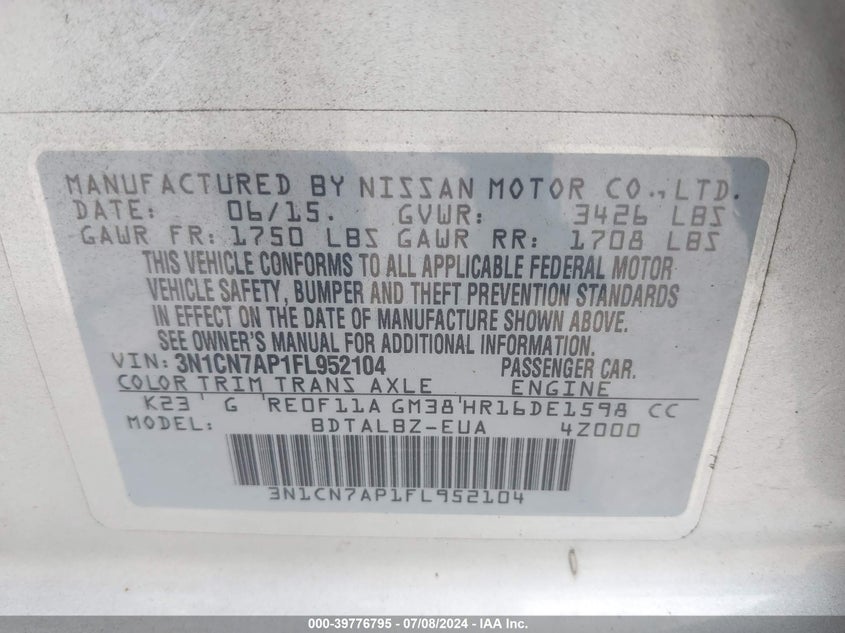 MANUFACTURED BY NISSAN MOTOR CO.,LTD.
DATE: 06/15. GVWR: 3426 LBS
GAWR FR: 1750 LBS GAWR RR: 1708 LBS
THIS VEHICLE CONFORMS TO ALL APPLICABLE FEDERAL MOTOR
VEHICLE SAFETY, BUMPER AND THEFT PREVENTION STANDARDS
IN EFFECT ON THE DATE OF MANUFACTURE SHOWN ABOVE.
SEE OWNER'S MANUAL FOR ADDITIONAL INFORMATION.
VIN: 3N1CN7AP1FL952104 PASSENGER CAR.
COLOR TRIM TRANS AXLE ENGINE
K23 G RE0F11A GM38 HR16DE1598 CC
MODEL: BDTALBZ-EUA 4Z000
3N1CN7AP1FL952104
000-39776795 - 07/08/2024 - IAA Inc.